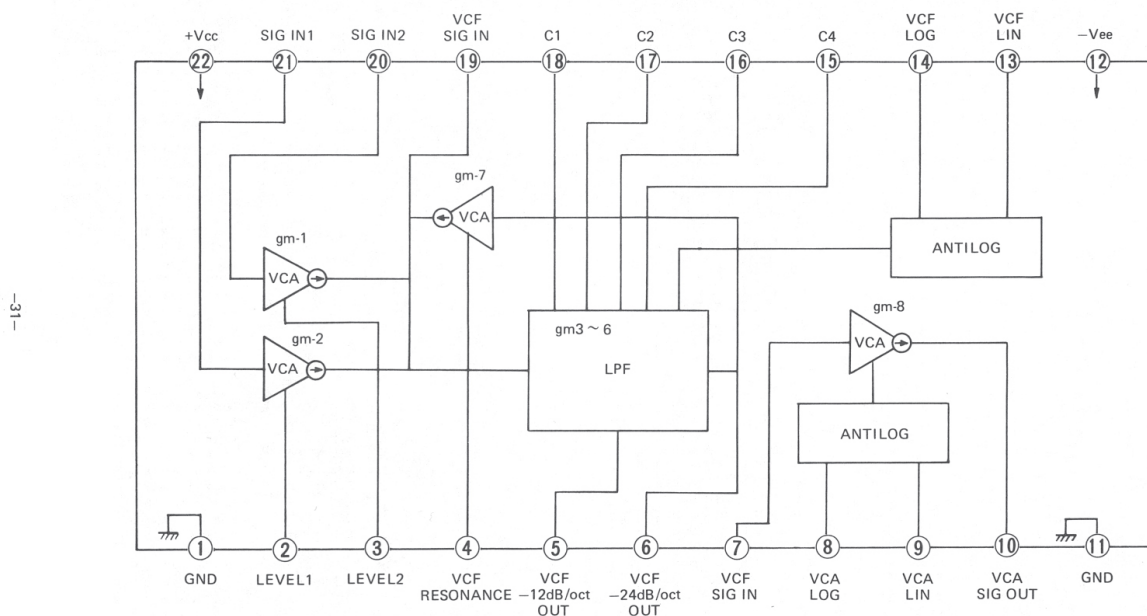 +Vcc
SIG IN1
SIG IN2
VCF
SIG IN
C1
C2
C3
C4
VCF
LOG
VCF
LIN
−Vee
22
21
20
19
18
17
16
15
14
13
12
gm-7
VCA
gm-1
VCA
ANTILOG
−31−
gm-2
VCA
gm3 ~ 6
LPF
gm-8
VCA
ANTILOG
1
2
3
4
5
6
7
8
9
10
11
GND
LEVEL1
LEVEL2
VCF
RESONANCE
VCF
−12dB/oct
OUT
VCF
−24dB/oct
OUT
VCF
SIG IN
VCA
LOG
VCA
LIN
VCA
SIG OUT
GND